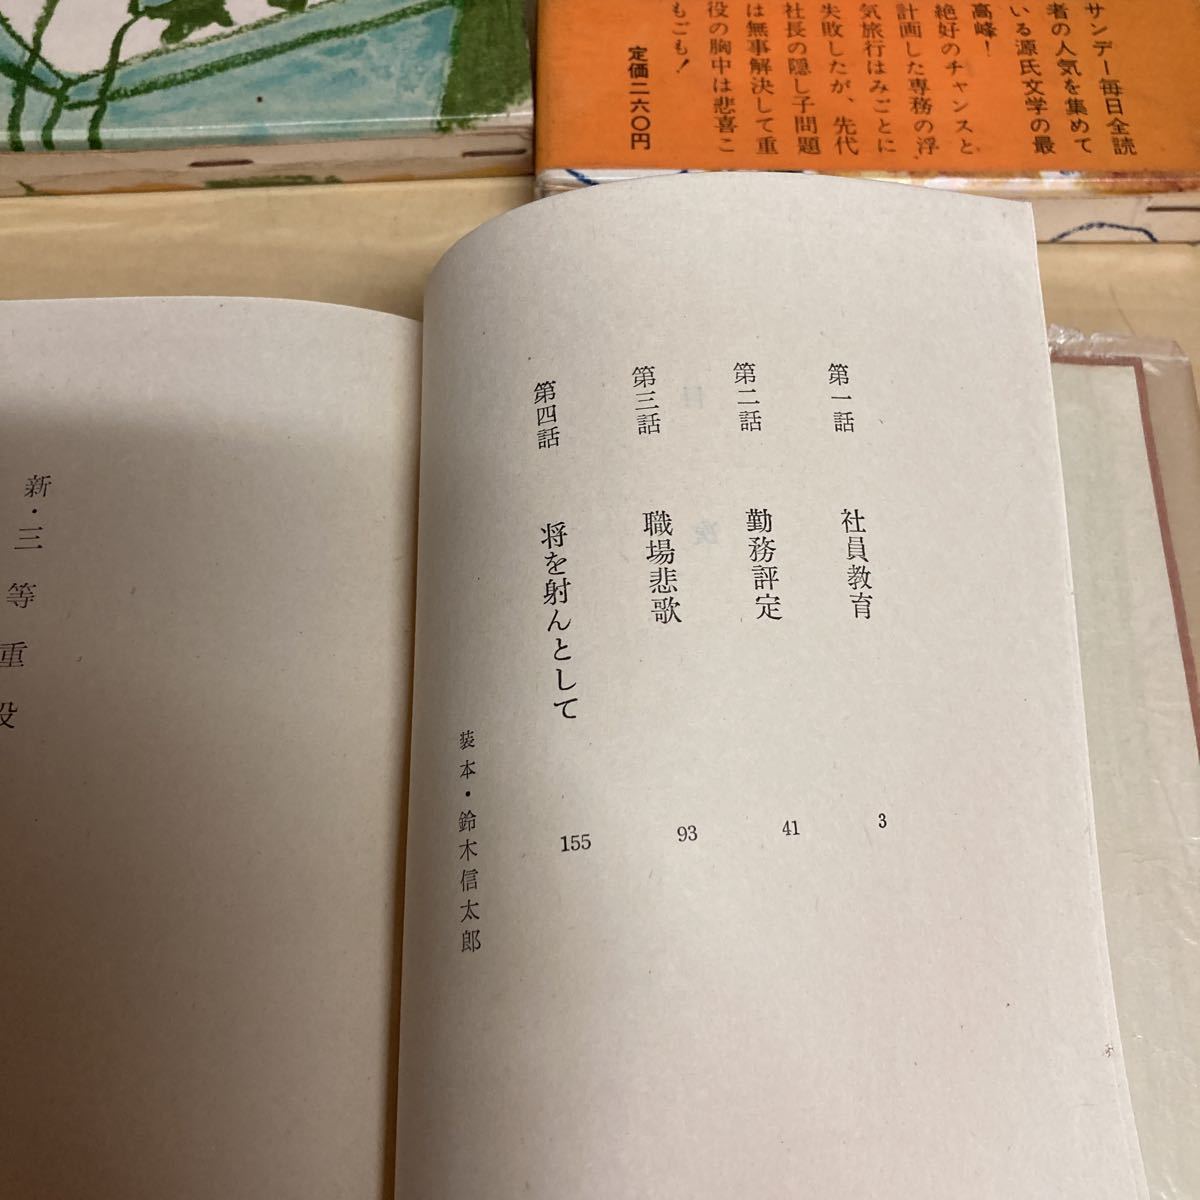 サンデー毎日全読
者の人気を集めて
いる源氏文学の最
高峰！
絶好のチャンスと
計画した専務の浮
気旅行はみごとに
失敗したが、先代
社長の隠し子問題
は無事解決して重
役の胸中は悲喜こ
もごも！
定価二六〇円
第一話 社員教育 3
第二話 勤務評定 41
第三話 職場悲歌 93
第四話 将を射んとして 155
装本・鈴木信太郎
新・三等重役
目次